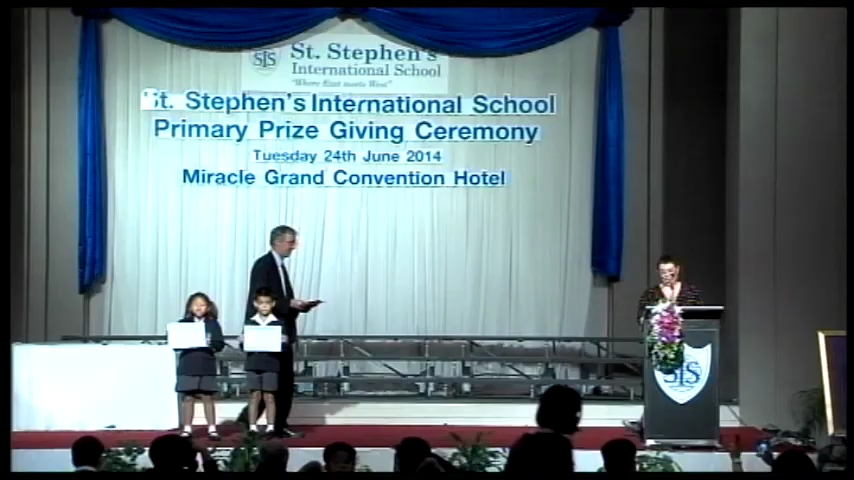 SIS
St. Stephen's
International School
"Where East meets West"
St. Stephen's International School
Primary Prize Giving Ceremony
Tuesday 24th June 2014
Miracle Grand Convention Hotel
SIS